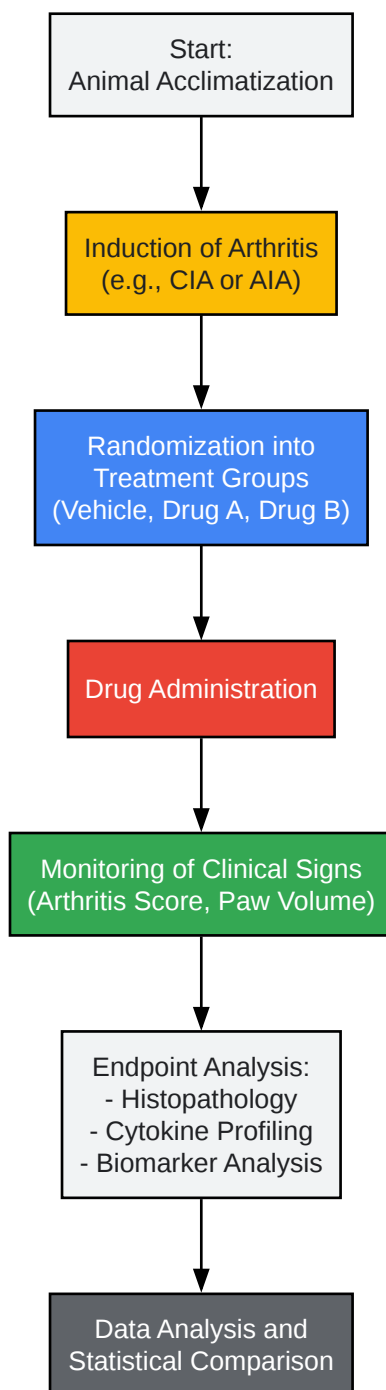 Start:
Animal Acclimatization
Induction of Arthritis
(e.g., CIA or AIA)
Randomization into
Treatment Groups
(Vehicle, Drug A, Drug B)
Drug Administration
Monitoring of Clinical Signs
(Arthritis Score, Paw Volume)
Endpoint Analysis:
- Histopathology
- Cytokine Profiling
- Biomarker Analysis
Data Analysis and
Statistical Comparison